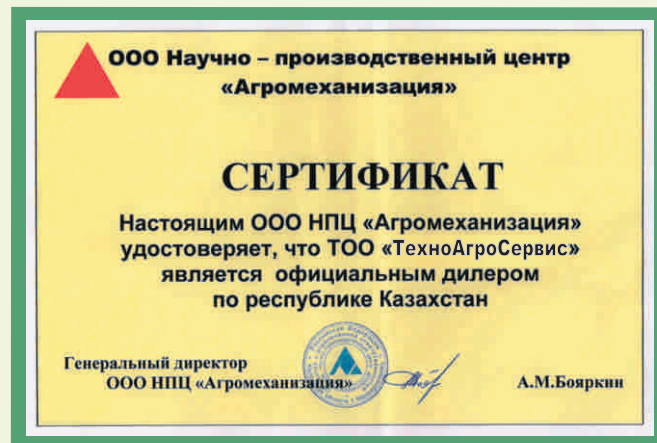 ООО Научно – производственный центр
«Агромеханизация»
СЕРТИФИКАТ
Настоящим ООО НПЦ «Агромеханизация»
удостоверяет, что ТОО «ТехноАгроСервис»
является официальным дилером
по республике Казахстан
Генеральный директор
ООО НПЦ «Агромеханизация»
А.М.Бояркин